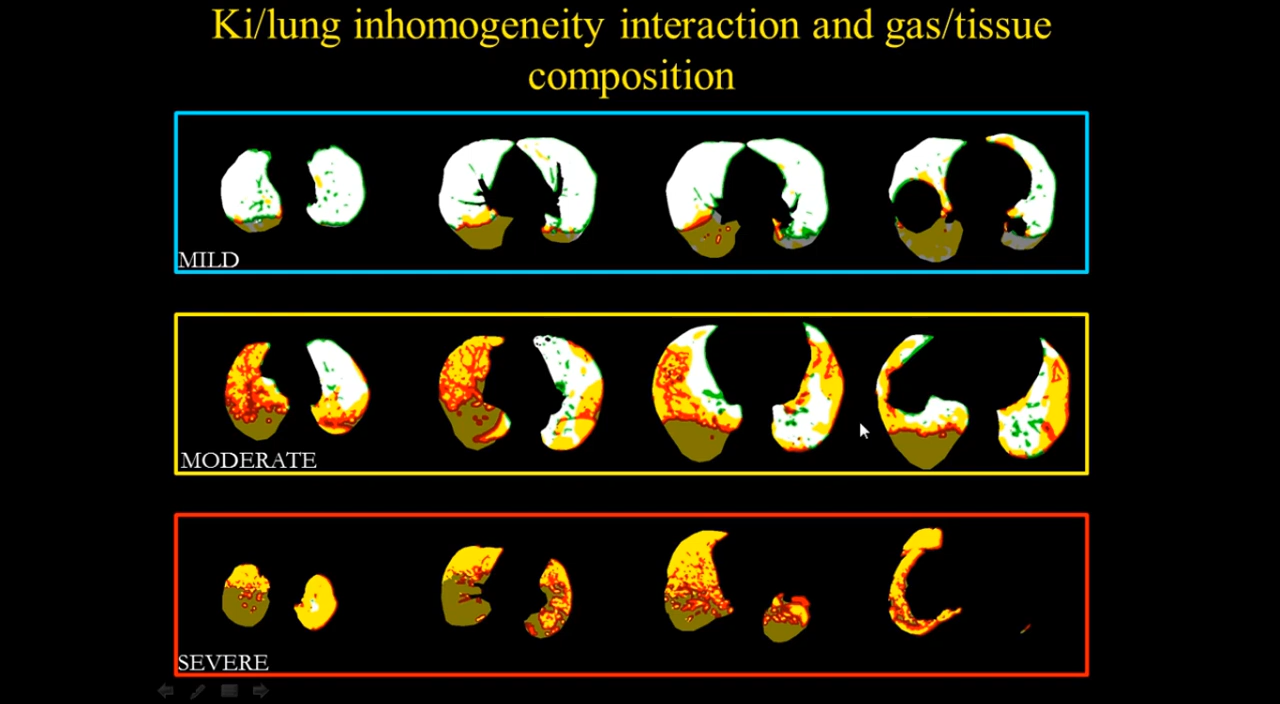 Ki/lung inhomogeneity interaction and gas/tissue
composition
MILD
MODERATE
SEVERE